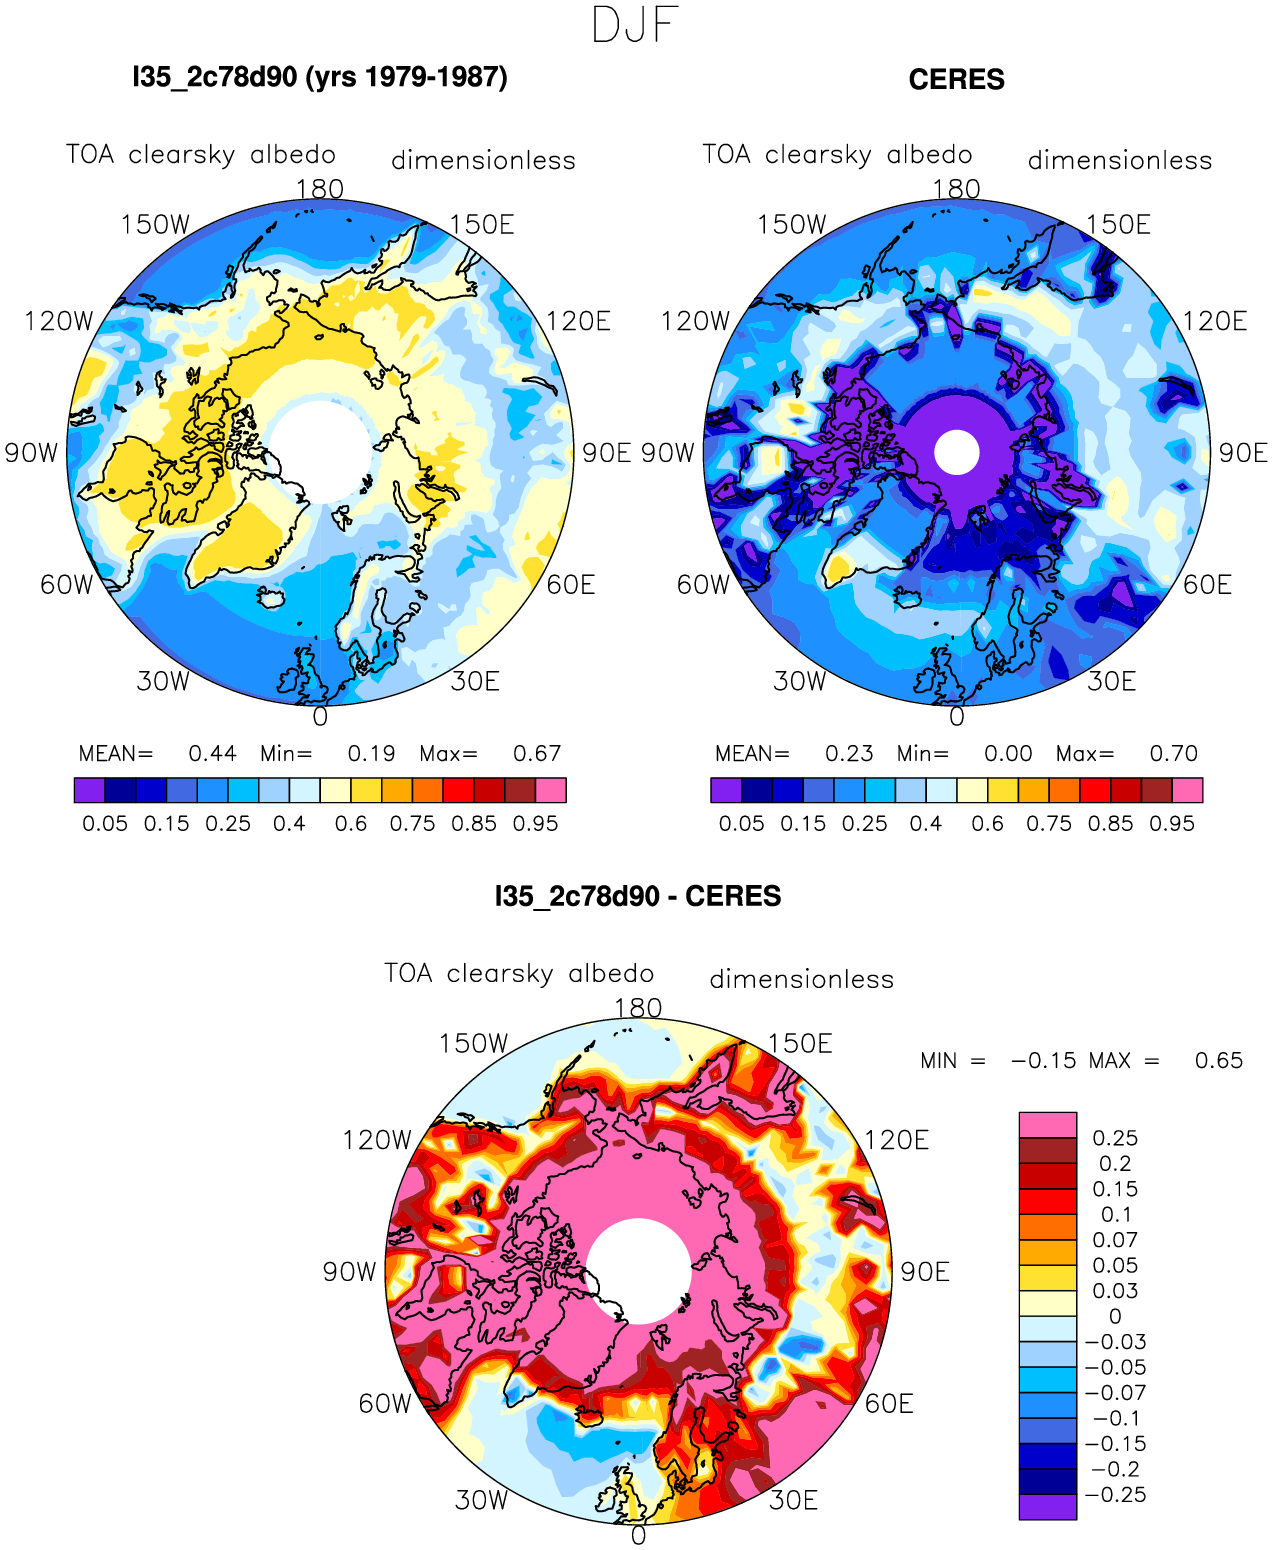 DJF
I35_2c78d90 (yrs 1979-1987)
CERES
TOA clearsky albedo dimensionless
TOA clearsky albedo dimensionless
180
150W 150E
120W 120E
90W 90E
60W 60E
30W 30E
0
180
150W 150E
120W 120E
90W 90E
60W 60E
30W 30E
0
MEAN= 0.44 Min= 0.19 Max= 0.67
0.05 0.15 0.25 0.4 0.6 0.75 0.85 0.95
MEAN= 0.23 Min= 0.00 Max= 0.70
0.05 0.15 0.25 0.4 0.6 0.75 0.85 0.95
I35_2c78d90 - CERES
TOA clearsky albedo dimensionless
180
150W 150E
120W 120E
90W 90E
60W 60E
30W 30E
0
MIN = -0.15 MAX = 0.65
0.25
0.2
0.15
0.1
0.07
0.05
0.03
0
-0.03
-0.05
-0.07
-0.1
-0.15
-0.2
-0.25